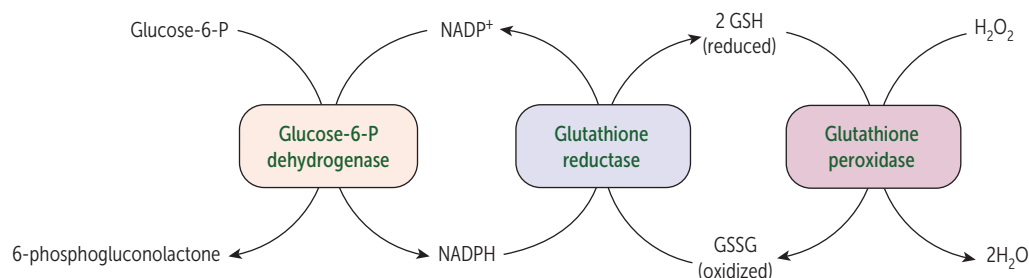 Glucose-6-P
NADP⁺
2 GSH
(reduced)
H₂O₂
Glucose-6-P
dehydrogenase
Glutathione
reductase
Glutathione
peroxidase
6-phosphogluconolactone
NADPH
GSSG
(oxidized)
2H₂O